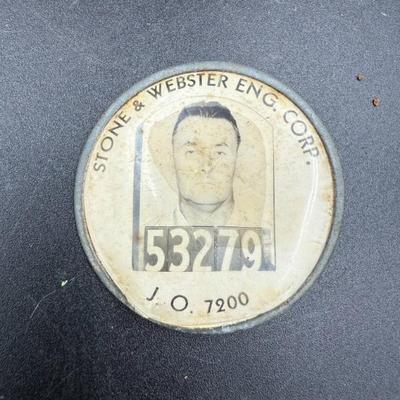 STONE & WEBSTER ENG. CORP.
53279
J. O. 7200